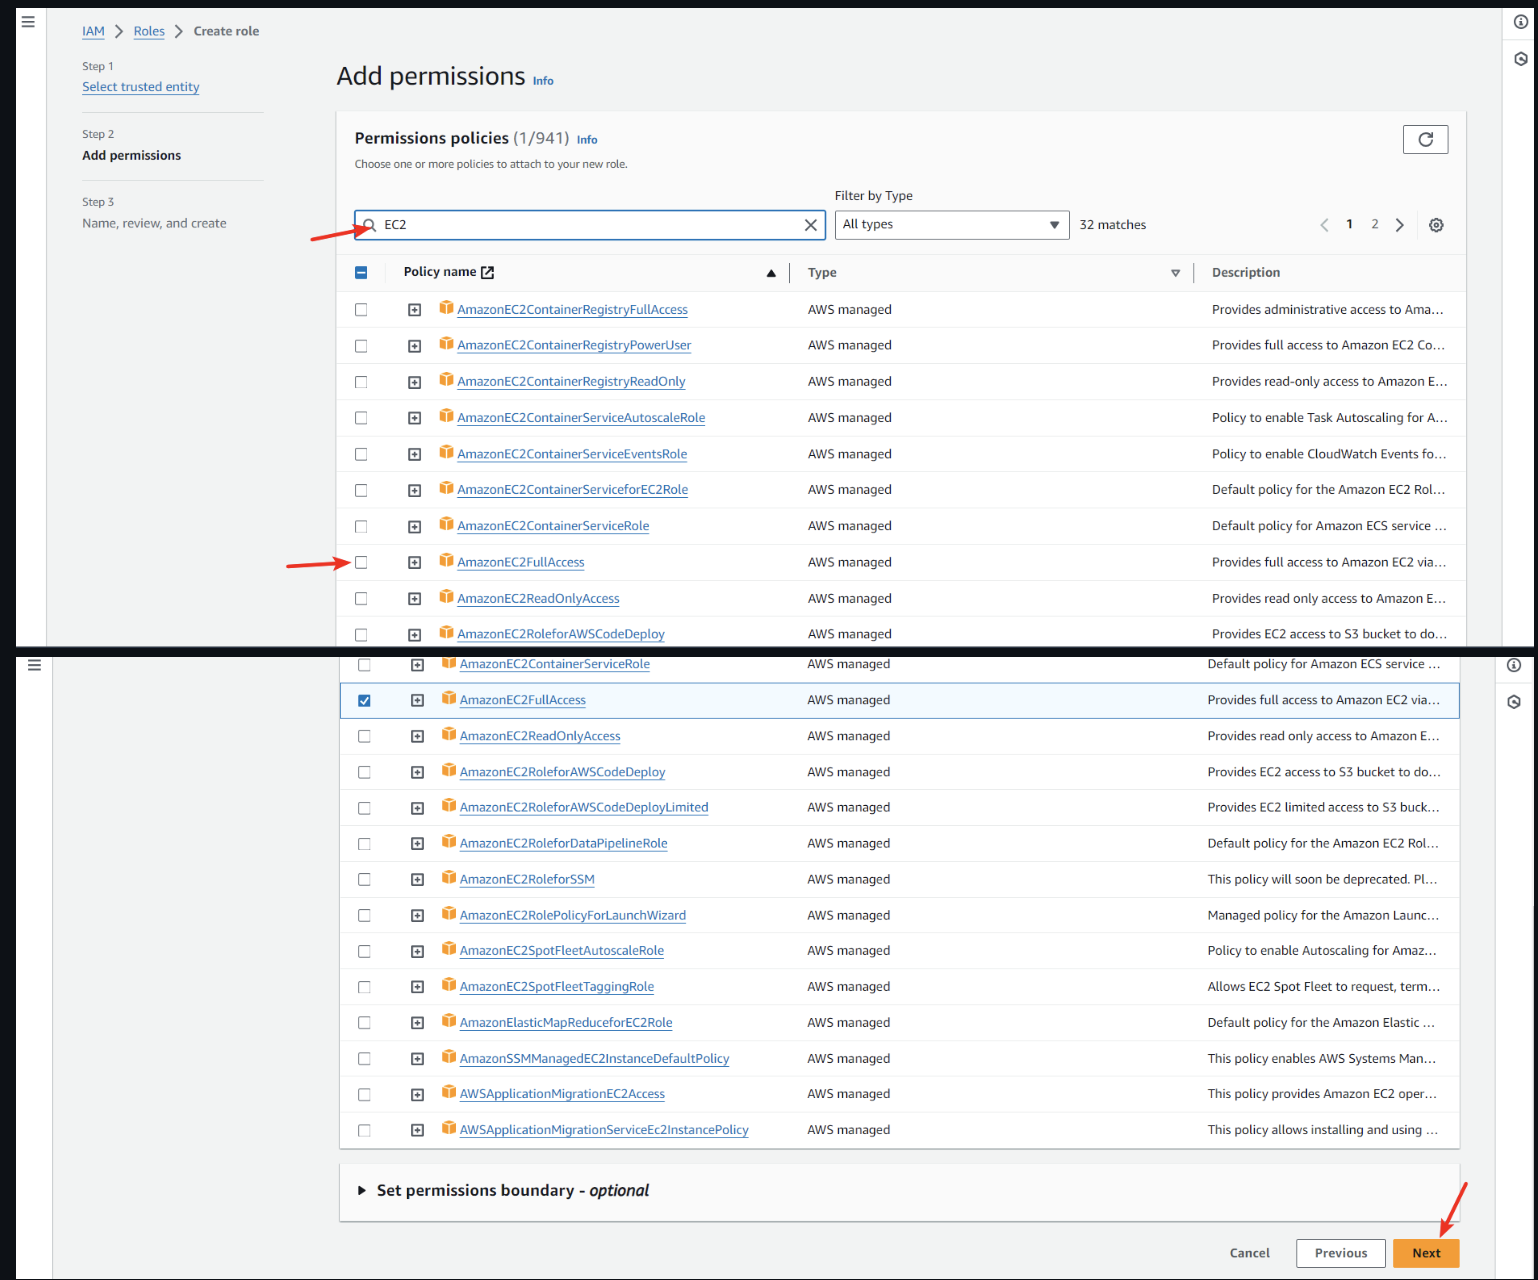 IAM > Roles > Create role
Step 1
Select trusted entity
Step 2
Add permissions
Step 3
Name, review, and create
Add permissions Info
Permissions policies (1/941) Info
Choose one or more policies to attach to your new role.
Filter by Type
EC2 All types 32 matches 1 2
Policy name Type Description
AmazonEC2ContainerRegistryFullAccess AWS managed Provides administrative access to Ama...
AmazonEC2ContainerRegistryPowerUser AWS managed Provides full access to Amazon EC2 Co...
AmazonEC2ContainerRegistryReadOnly AWS managed Provides read-only access to Amazon E...
AmazonEC2ContainerServiceAutoscaleRole AWS managed Policy to enable Task Autoscaling for A...
AmazonEC2ContainerServiceEventsRole AWS managed Policy to enable CloudWatch Events fo...
AmazonEC2ContainerServiceforEC2Role AWS managed Default policy for the Amazon EC2 Rol...
AmazonEC2ContainerServiceRole AWS managed Default policy for Amazon ECS service ...
AmazonEC2FullAccess AWS managed Provides full access to Amazon EC2 via...
AmazonEC2ReadOnlyAccess AWS managed Provides read only access to Amazon E...
AmazonEC2RoleforAWSCodeDeploy AWS managed Provides EC2 access to S3 bucket to do...
AmazonEC2ContainerServiceRole AWS managed Default policy for Amazon ECS service ...
AmazonEC2FullAccess AWS managed Provides full access to Amazon EC2 via...
AmazonEC2ReadOnlyAccess AWS managed Provides read only access to Amazon E...
AmazonEC2RoleforAWSCodeDeploy AWS managed Provides EC2 access to S3 bucket to do...
AmazonEC2RoleforAWSCodeDeployLimited AWS managed Provides EC2 limited access to S3 buck...
AmazonEC2RoleforDataPipelineRole AWS managed Default policy for the Amazon EC2 Rol...
AmazonEC2RoleforSSM AWS managed This policy will soon be deprecated. Pl...
AmazonEC2RolePolicyForLaunchWizard AWS managed Managed policy for the Amazon Launc...
AmazonEC2SpotFleetAutoscaleRole AWS managed Policy to enable Autoscaling for Amaz...
AmazonEC2SpotFleetTaggingRole AWS managed Allows EC2 Spot Fleet to request, term...
AmazonElasticMapReduceforEC2Role AWS managed Default policy for the Amazon Elastic ...
AmazonSSMManagedEC2InstanceDefaultPolicy AWS managed This policy enables AWS Systems Man...
AWSApplicationMigrationEC2Access AWS managed This policy provides Amazon EC2 oper...
AWSApplicationMigrationServiceEc2InstancePolicy AWS managed This policy allows installing and using ...
Set permissions boundary - optional
Cancel Previous Next